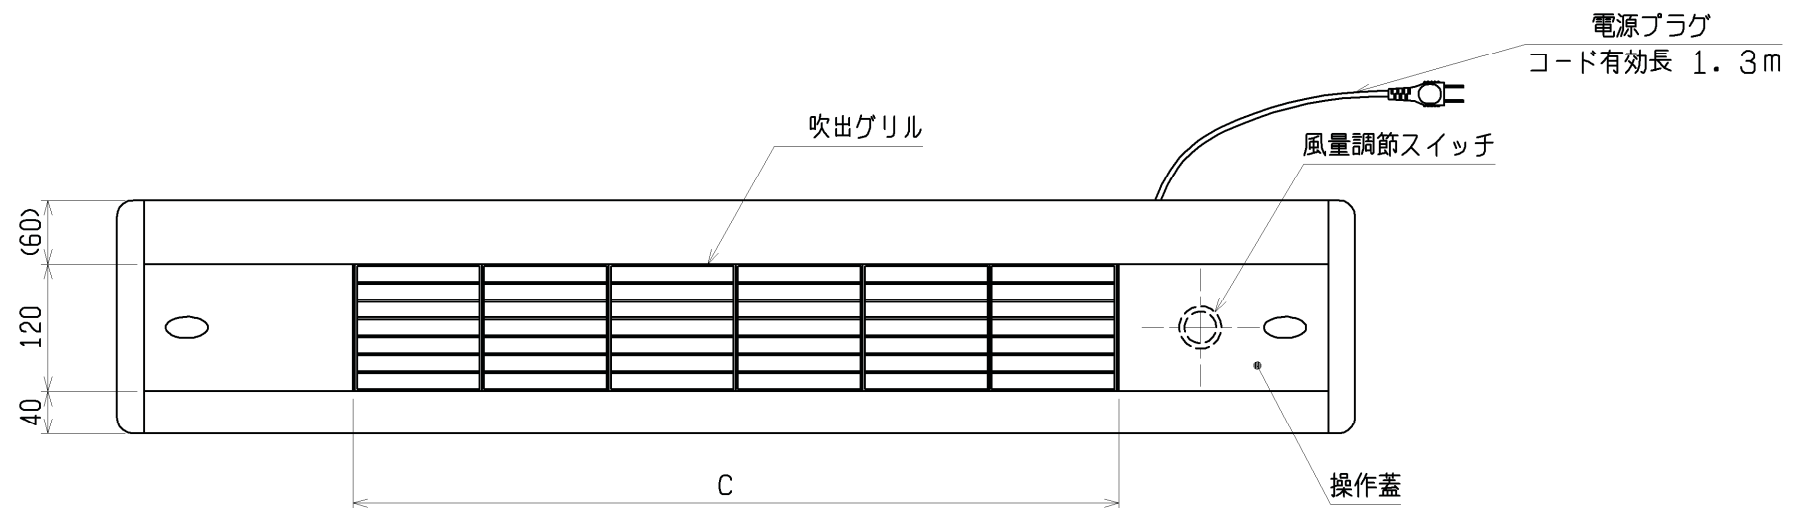 電源プラグ
コード有効長 1.3m
吹出グリル
風量調節スイッチ
(60)
120
40
C
操作蓋